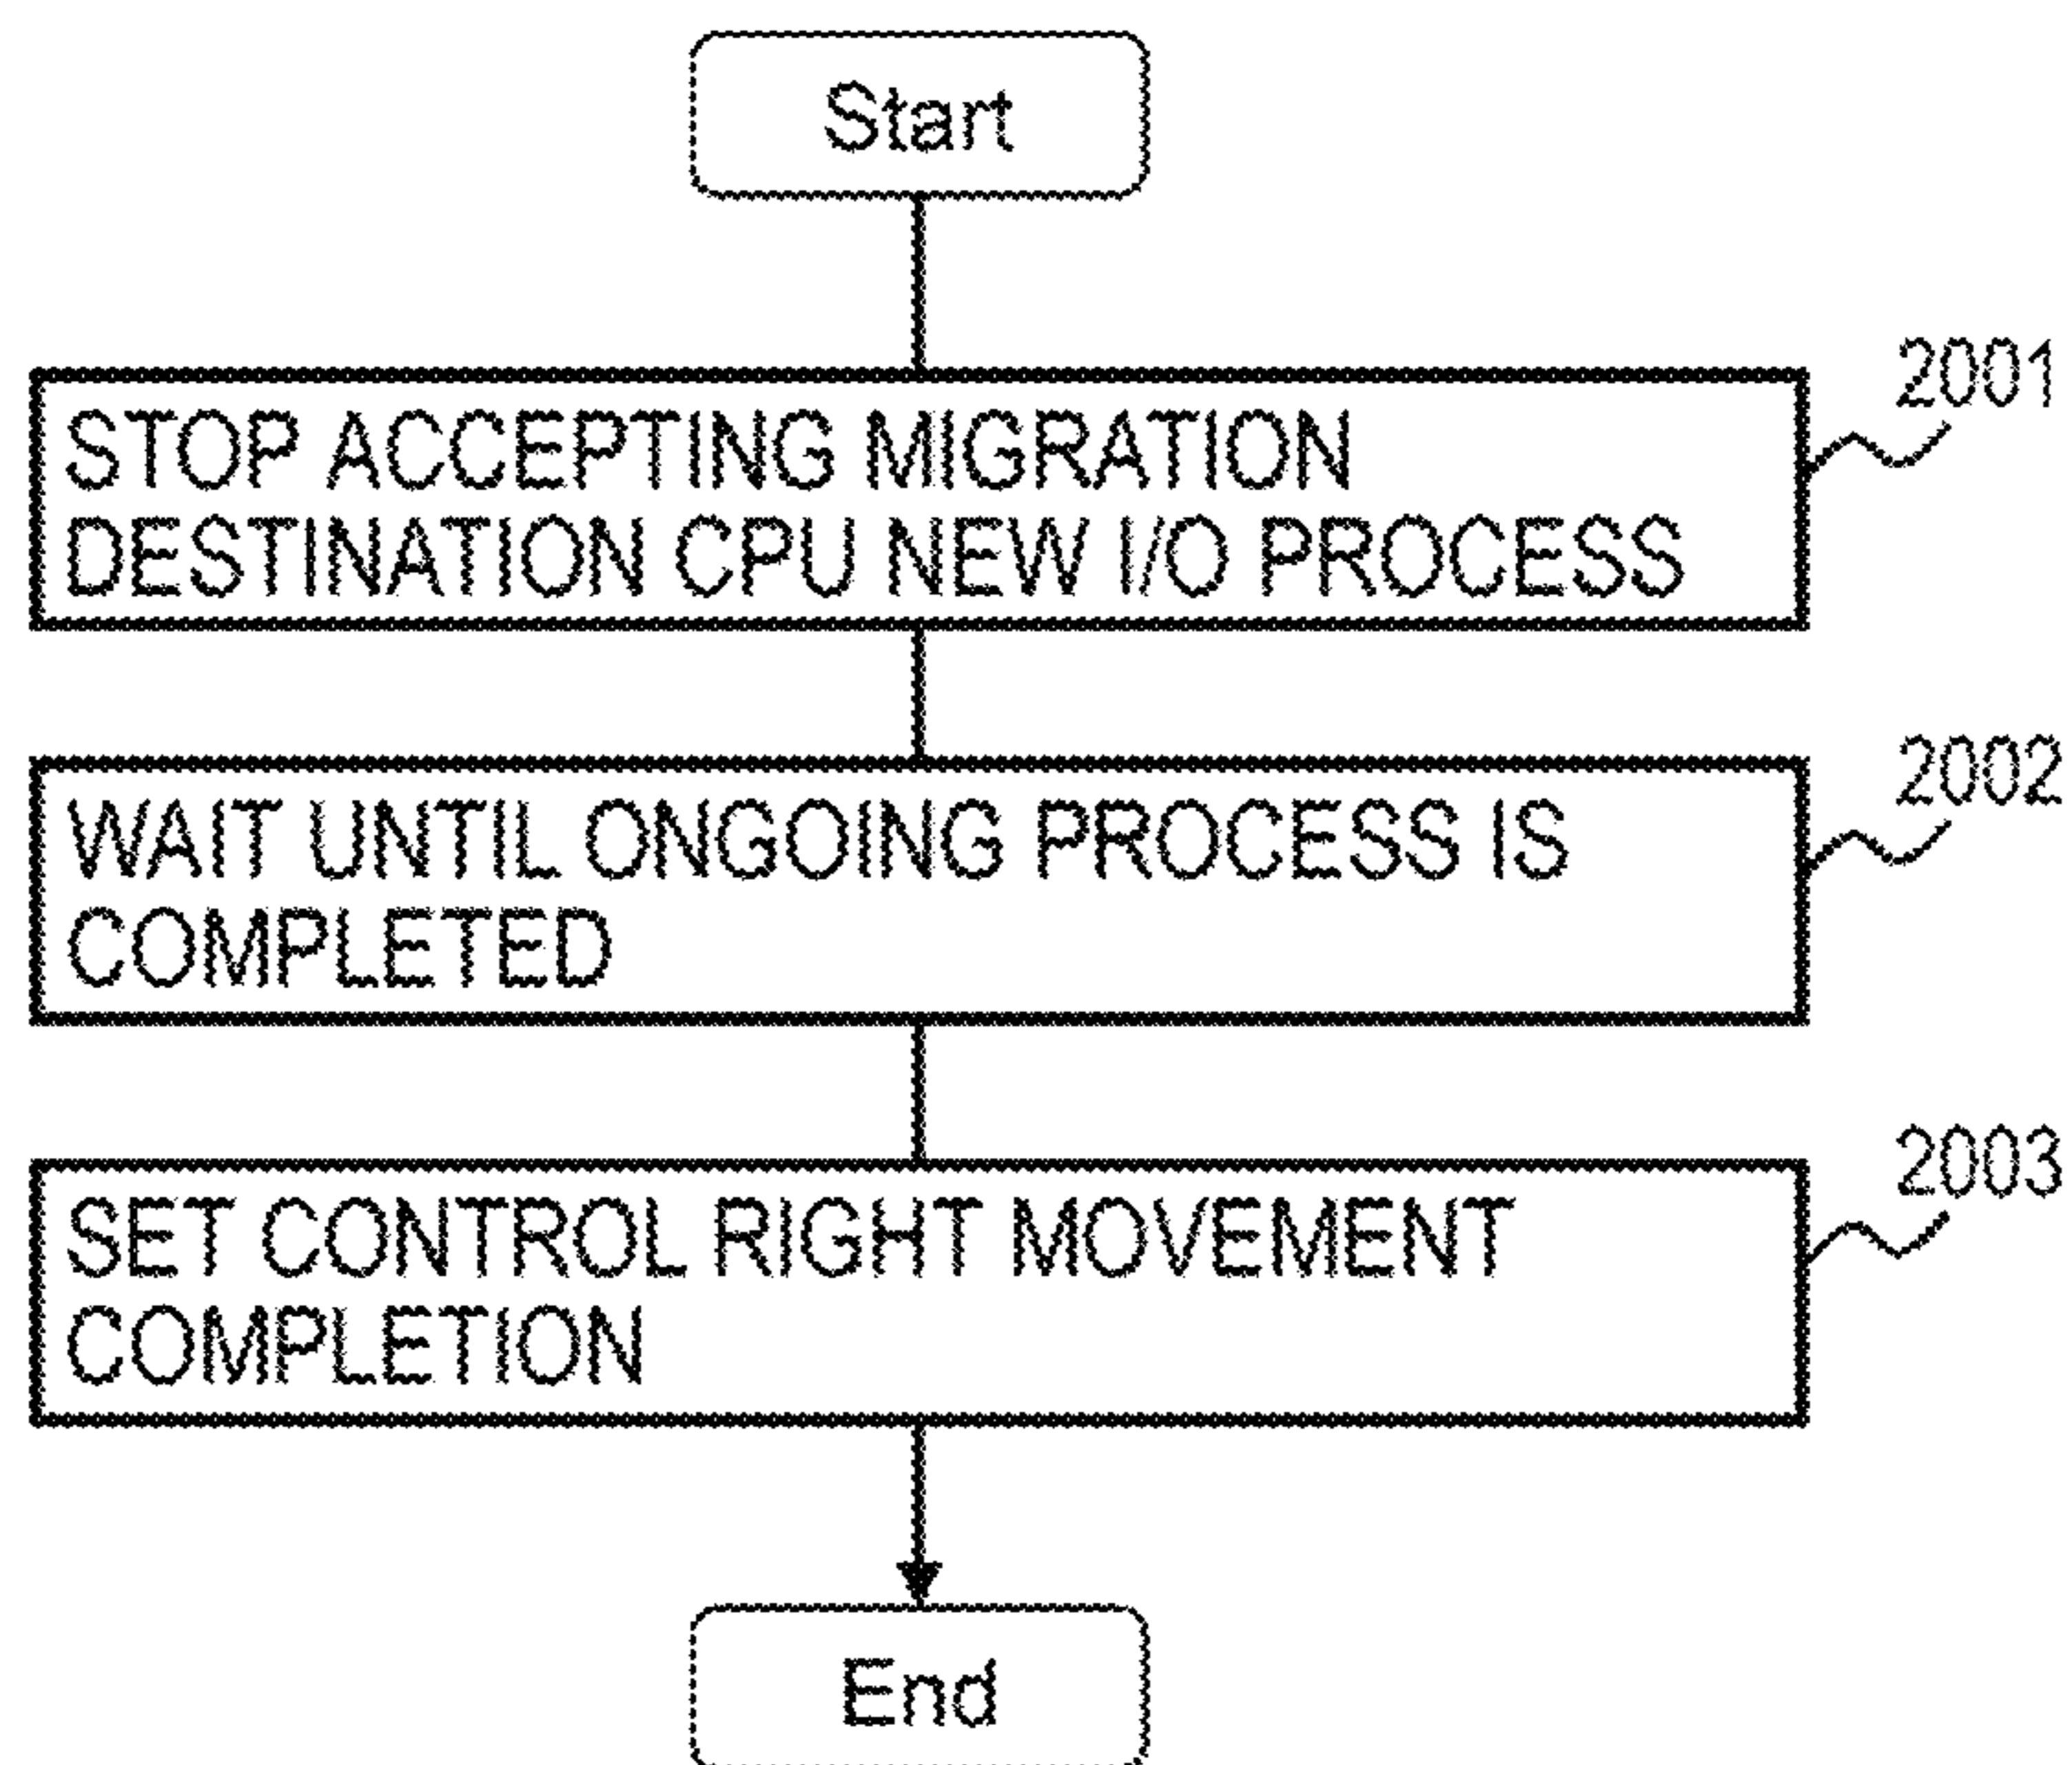 Start
2001
STOP ACCEPTING MIGRATION
DESTINATION CPU NEW I/O PROCESS
2002
WAIT UNTIL ONGOING PROCESS IS
COMPLETED
2003
SET CONTROL RIGHT MOVEMENT
COMPLETION
End